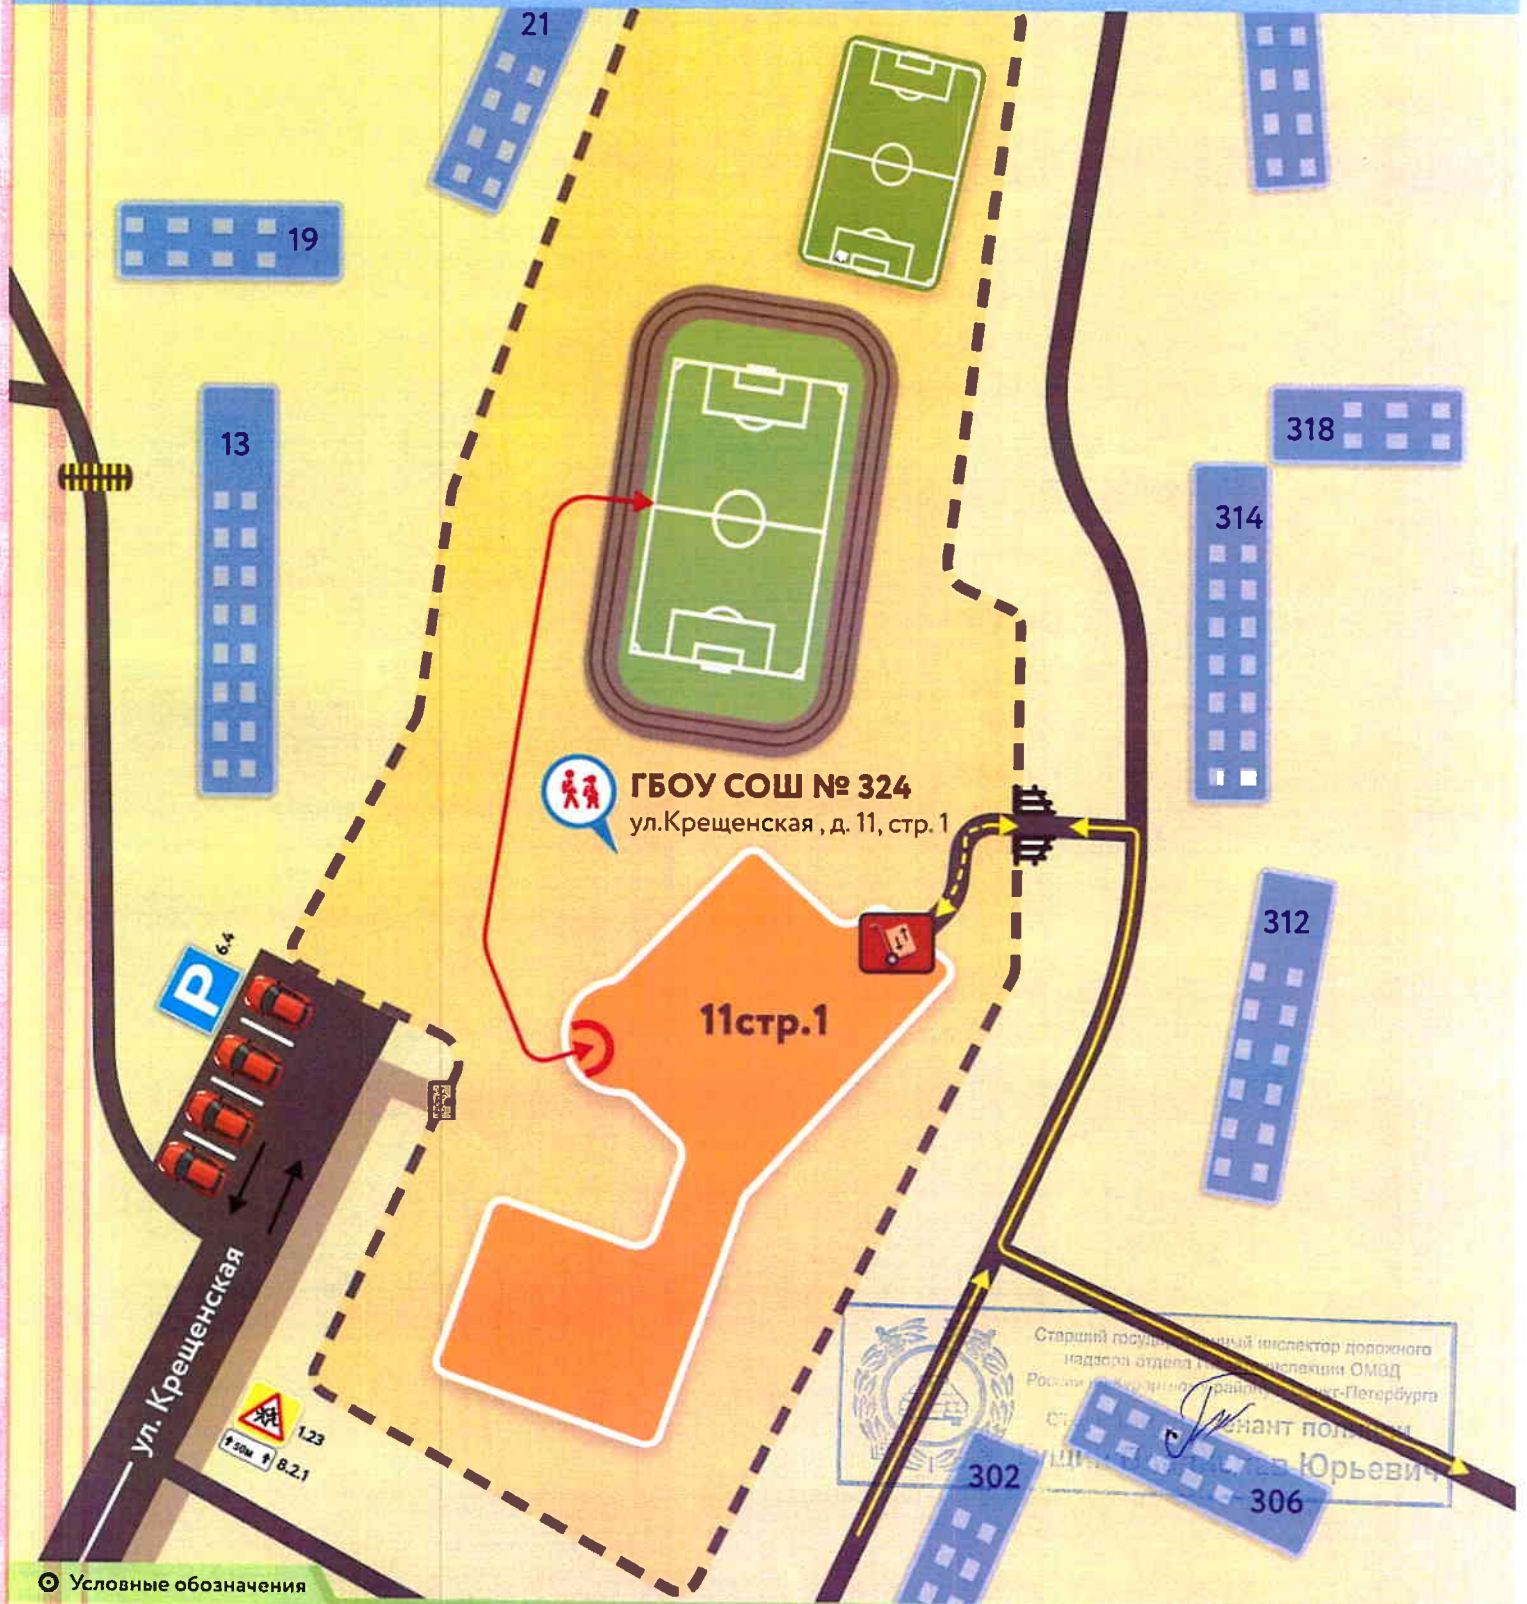 21
19
13
318
314
ГБОУ СОШ № 324
ул.Крещенская, д. 11, стр. 1
312
6.4
P
11стр.1
ул. Крещенская
1.23
50м
8.2.1
Старший инспектор дорожного
надзора отдела ОМВД
России району
Юрьевич
302
306
Условные обозначения